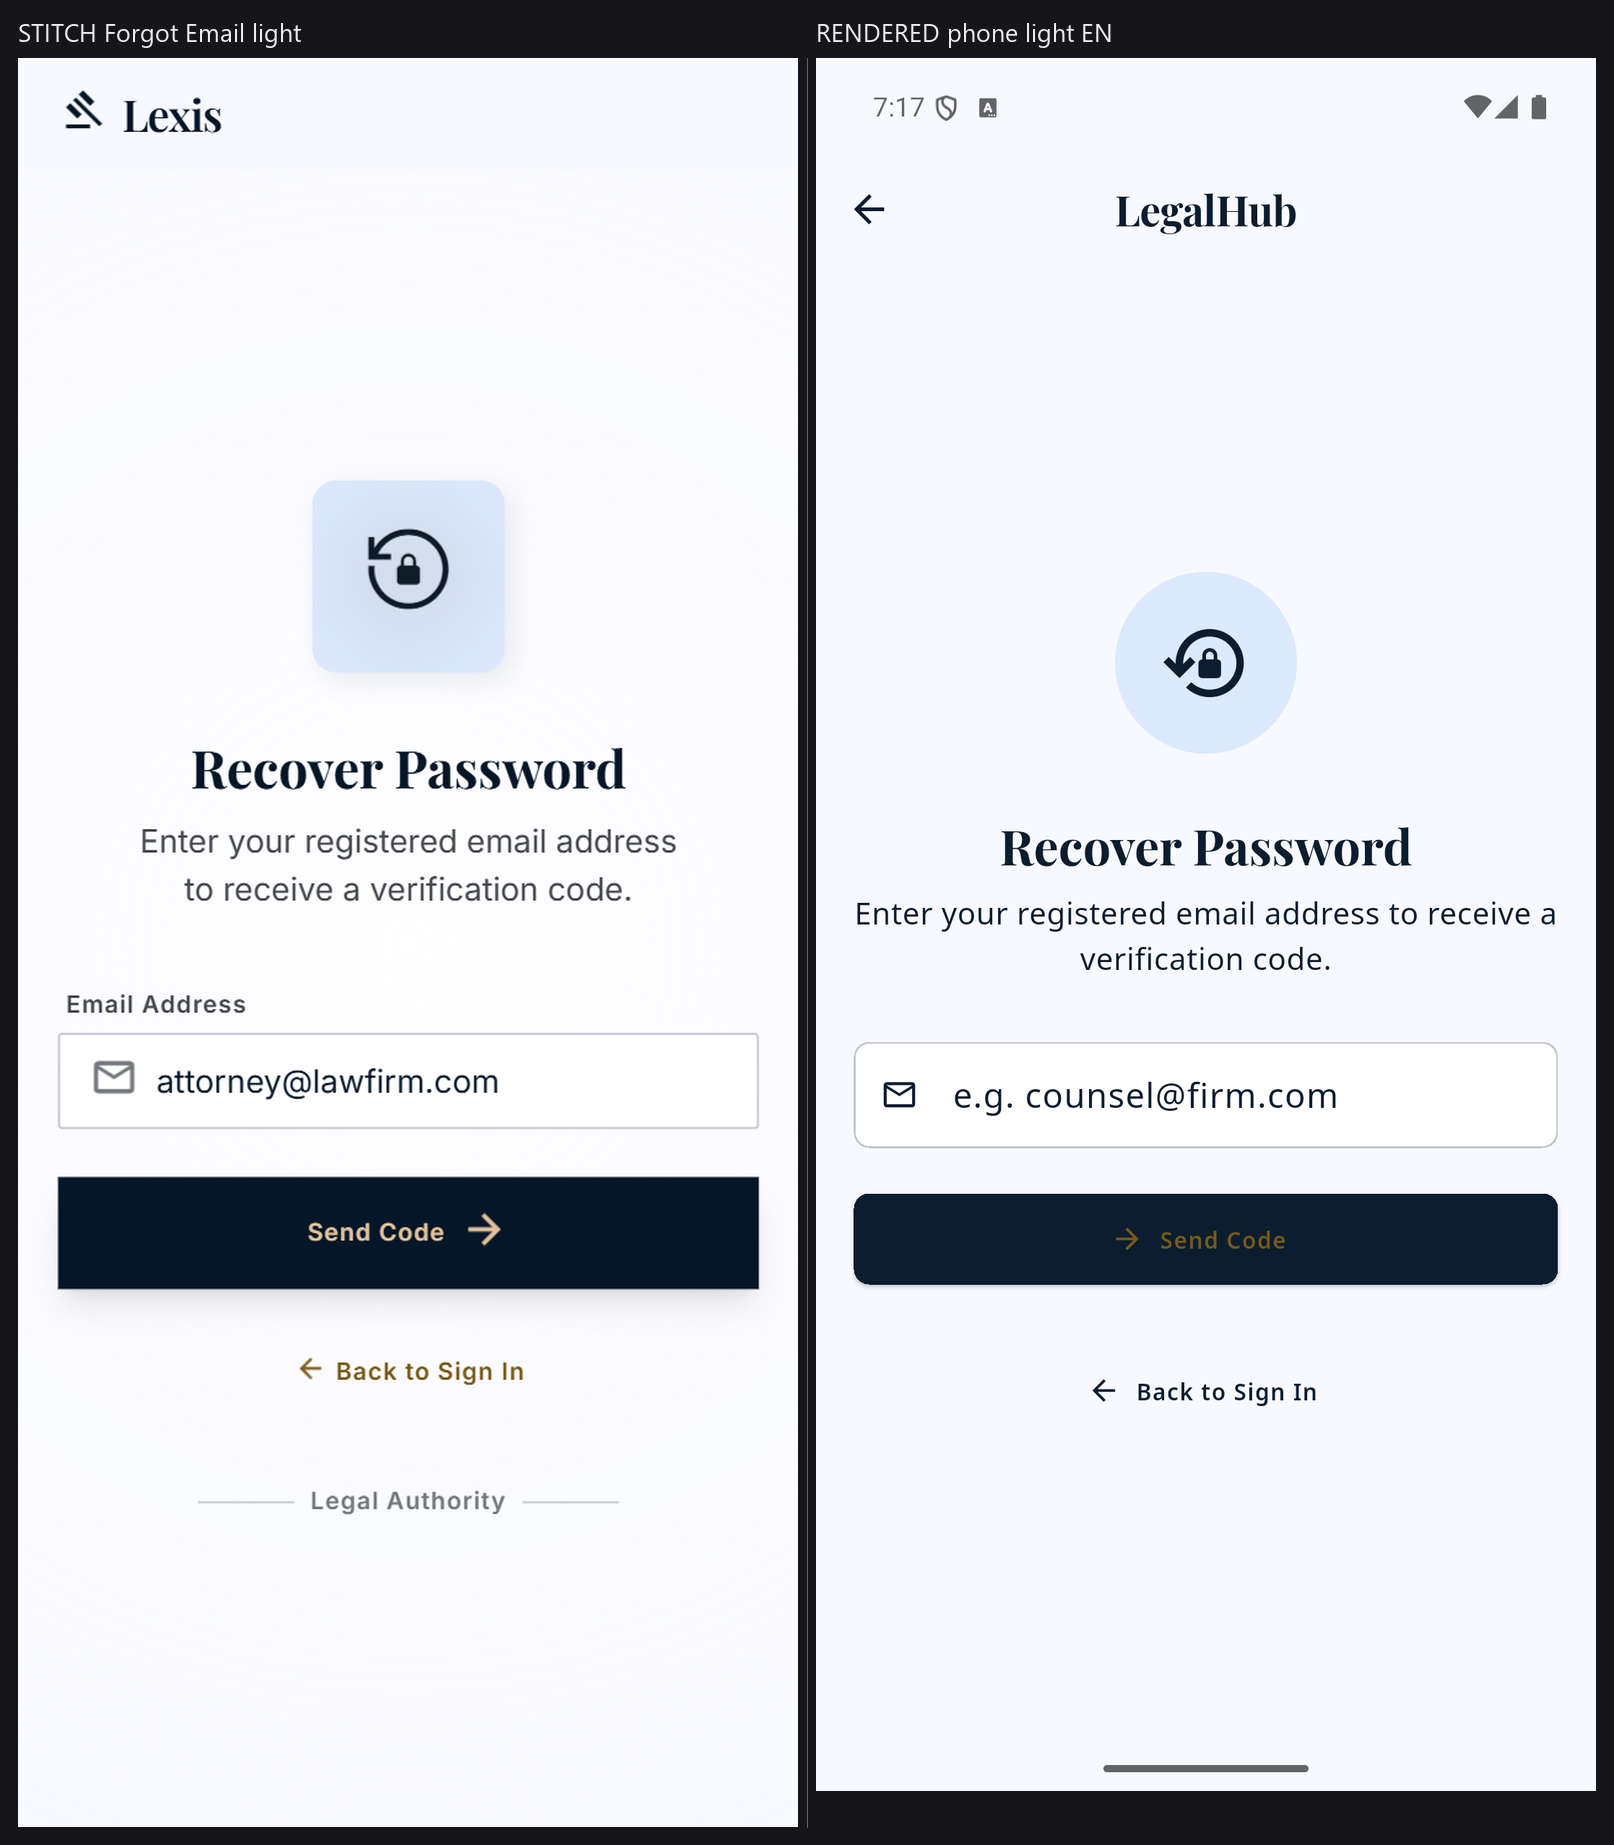 STITCH Forgot Email light
Lexis
Recover Password
Enter your registered email address
to receive a verification code.
Email Address
attorney@lawfirm.com
Send Code
Back to Sign In
Legal Authority
RENDERED phone light EN
7:17
A
LegalHub
Recover Password
Enter your registered email address to receive a
verification code.
e.g. counsel@firm.com
Send Code
Back to Sign In